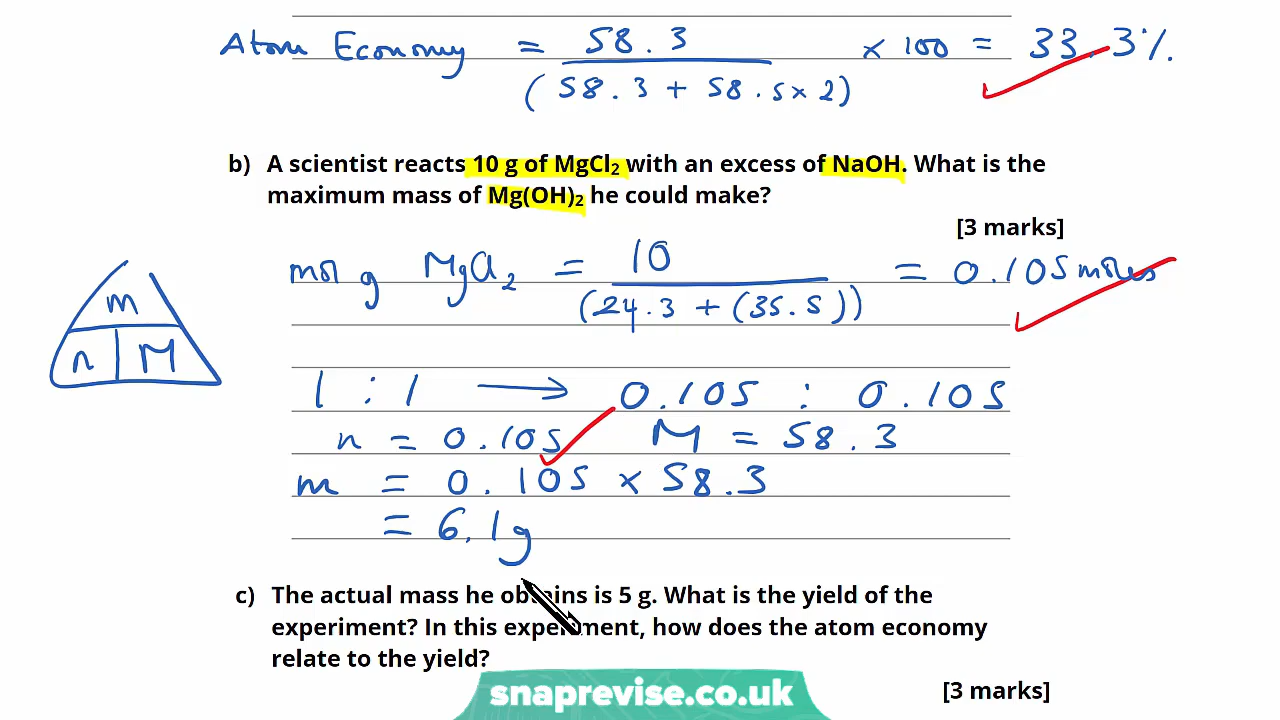 Atom Economy = 58.3 / (58.3 + 58.5 × 2) × 100 = 33.3%
b) A scientist reacts 10 g of MgCl₂ with an excess of NaOH. What is the
maximum mass of Mg(OH)₂ he could make?
[3 marks]
mol g MgCl₂ = 10 / (24.3 + (35.5)) = 0.105 moles
m
n M
1 : 1 → 0.105 : 0.105
n = 0.105 M = 58.3
m = 0.105 × 58.3
= 6.1g
c) The actual mass he obtains is 5 g. What is the yield of the
experiment? In this experiment, how does the atom economy
relate to the yield?
[3 marks]
snaprevise.co.uk